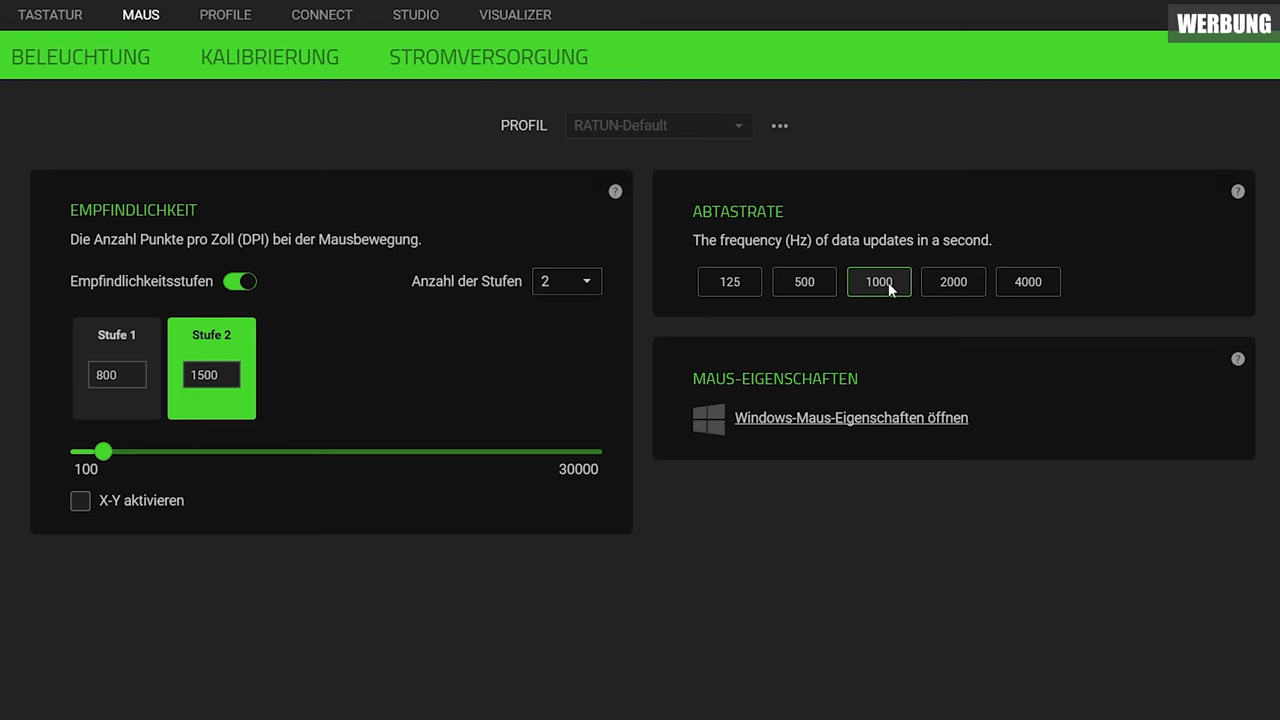 TASTATUR MAUS PROFILE CONNECT STUDIO VISUALIZER
WERBUNG
BELEUCHTUNG KALIBRIERUNG STROMVERSORGUNG
PROFIL RATUN-Default
EMPFINDLICHKEIT
Die Anzahl Punkte pro Zoll (DPI) bei der Mausbewegung.
Empfindlichkeitsstufen Anzahl der Stufen 2
Stufe 1 Stufe 2
800 1500
100 30000
X-Y aktivieren
ABTASTRATE
The frequency (Hz) of data updates in a second.
125 500 1000 2000 4000
MAUS-EIGENSCHAFTEN
Windows-Maus-Eigenschaften öffnen